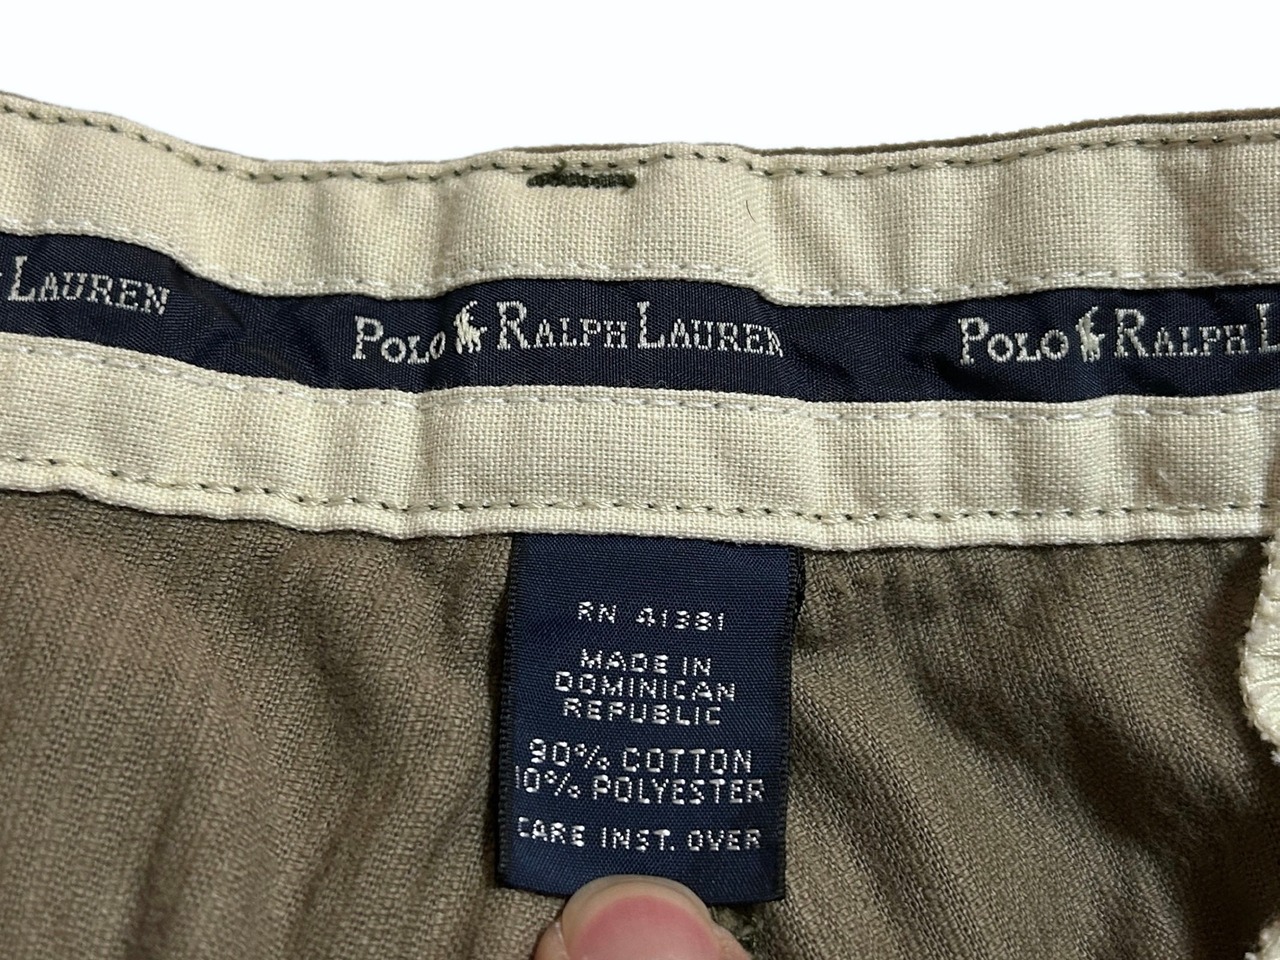 LAUREN POLO RALPH LAUREN POLO RALPH L
RN 41381
MADE IN
DOMINICAN
REPUBLIC
90% COTTON
10% POLYESTER
CARE INST. OVER